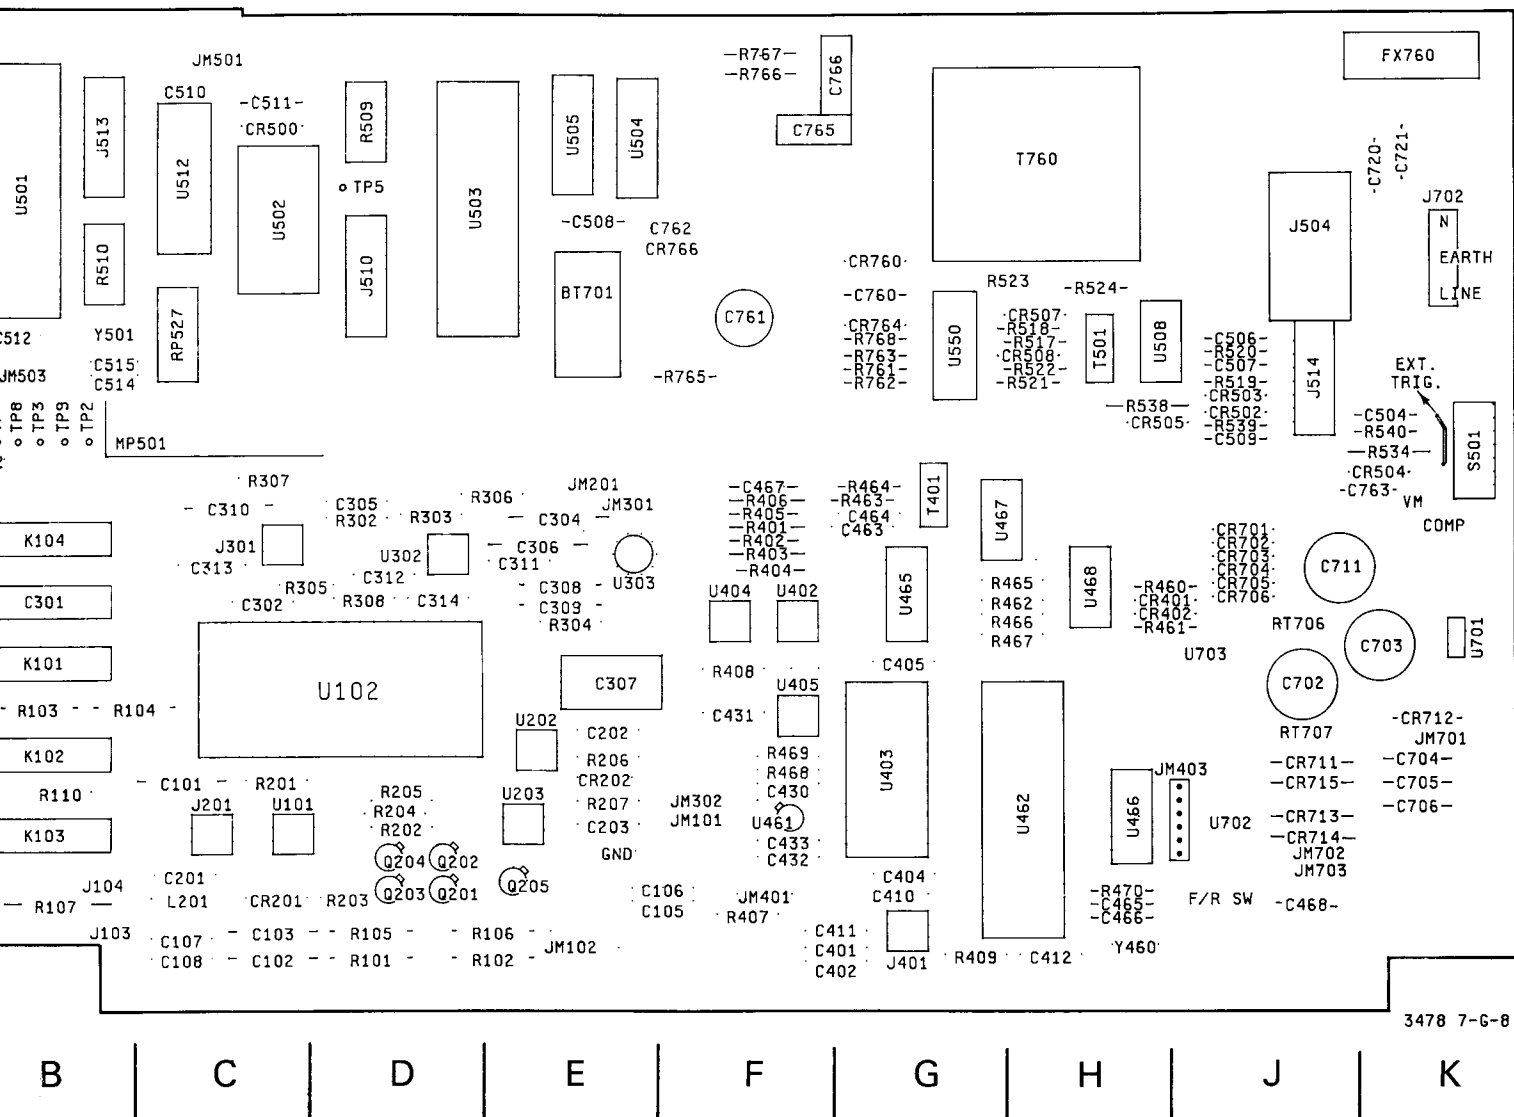 JM501
R767
R766
C766
FX760
C510
C511
CR500
J513
U512
R509
U505
U504
C765
C720
C721
T760
TP5
U501
U502
U503
C508
C762
CR766
J702
N
J504
EARTH
LINE
R510
J510
CR760
R523
R524
BT701
C760
C761
CR507
R518
R517
CR508
R522
R521
CR764
R768
R763
R761
R762
U550
T501
U508
C512
Y501
RP527
C515
C514
JM503
R765
C506
R520
C507
R519
CR503
CR502
R539
C509
J514
EXT.
TRIG.
TP8
TP3
TP9
TP2
MP501
R538
CR505
C504
R540
R534
CR504
C763
S501
VM
COMP
R307
JM201
JM301
C310
C305
R302
R303
R306
C304
C467
R406
R405
R401
R402
R403
R404
R464
R463
C464
C463
T401
U467
K104
J301
C313
U302
C306
C311
U303
CR701
CR702
CR703
CR704
CR705
CR706
C711
C312
R305
C308
C309
R304
U404
U402
U465
R465
R462
R466
R467
U468
R460
CR401
CR402
R461
C301
C302
R308
C314
RT706
C703
U701
U703
K101
U102
C307
R408
C405
C702
R103
R104
U405
C431
RT707
CR712
JM701
U202
C202
K102
R206
CR202
R469
R468
C430
U403
U462
CR711
CR715
C704
C705
C706
C101
R201
JM403
R110
J201
U101
R205
R204
R202
U203
R207
C203
JM302
JM101
U461
U466
U702
CR713
CR714
JM702
JM703
K103
GND
C433
C432
Q204
Q202
Q203
Q201
Q205
C201
L201
J104
R107
CR201
R203
C106
C105
JM401
R407
C404
C410
R470
C465
C466
F/R SW
C468
J103
C107
C108
C103
C102
R105
R101
R106
R102
JM102
C411
C401
C402
J401
R409
C412
Y460
3478 7-G-8
B C D E F G H J K